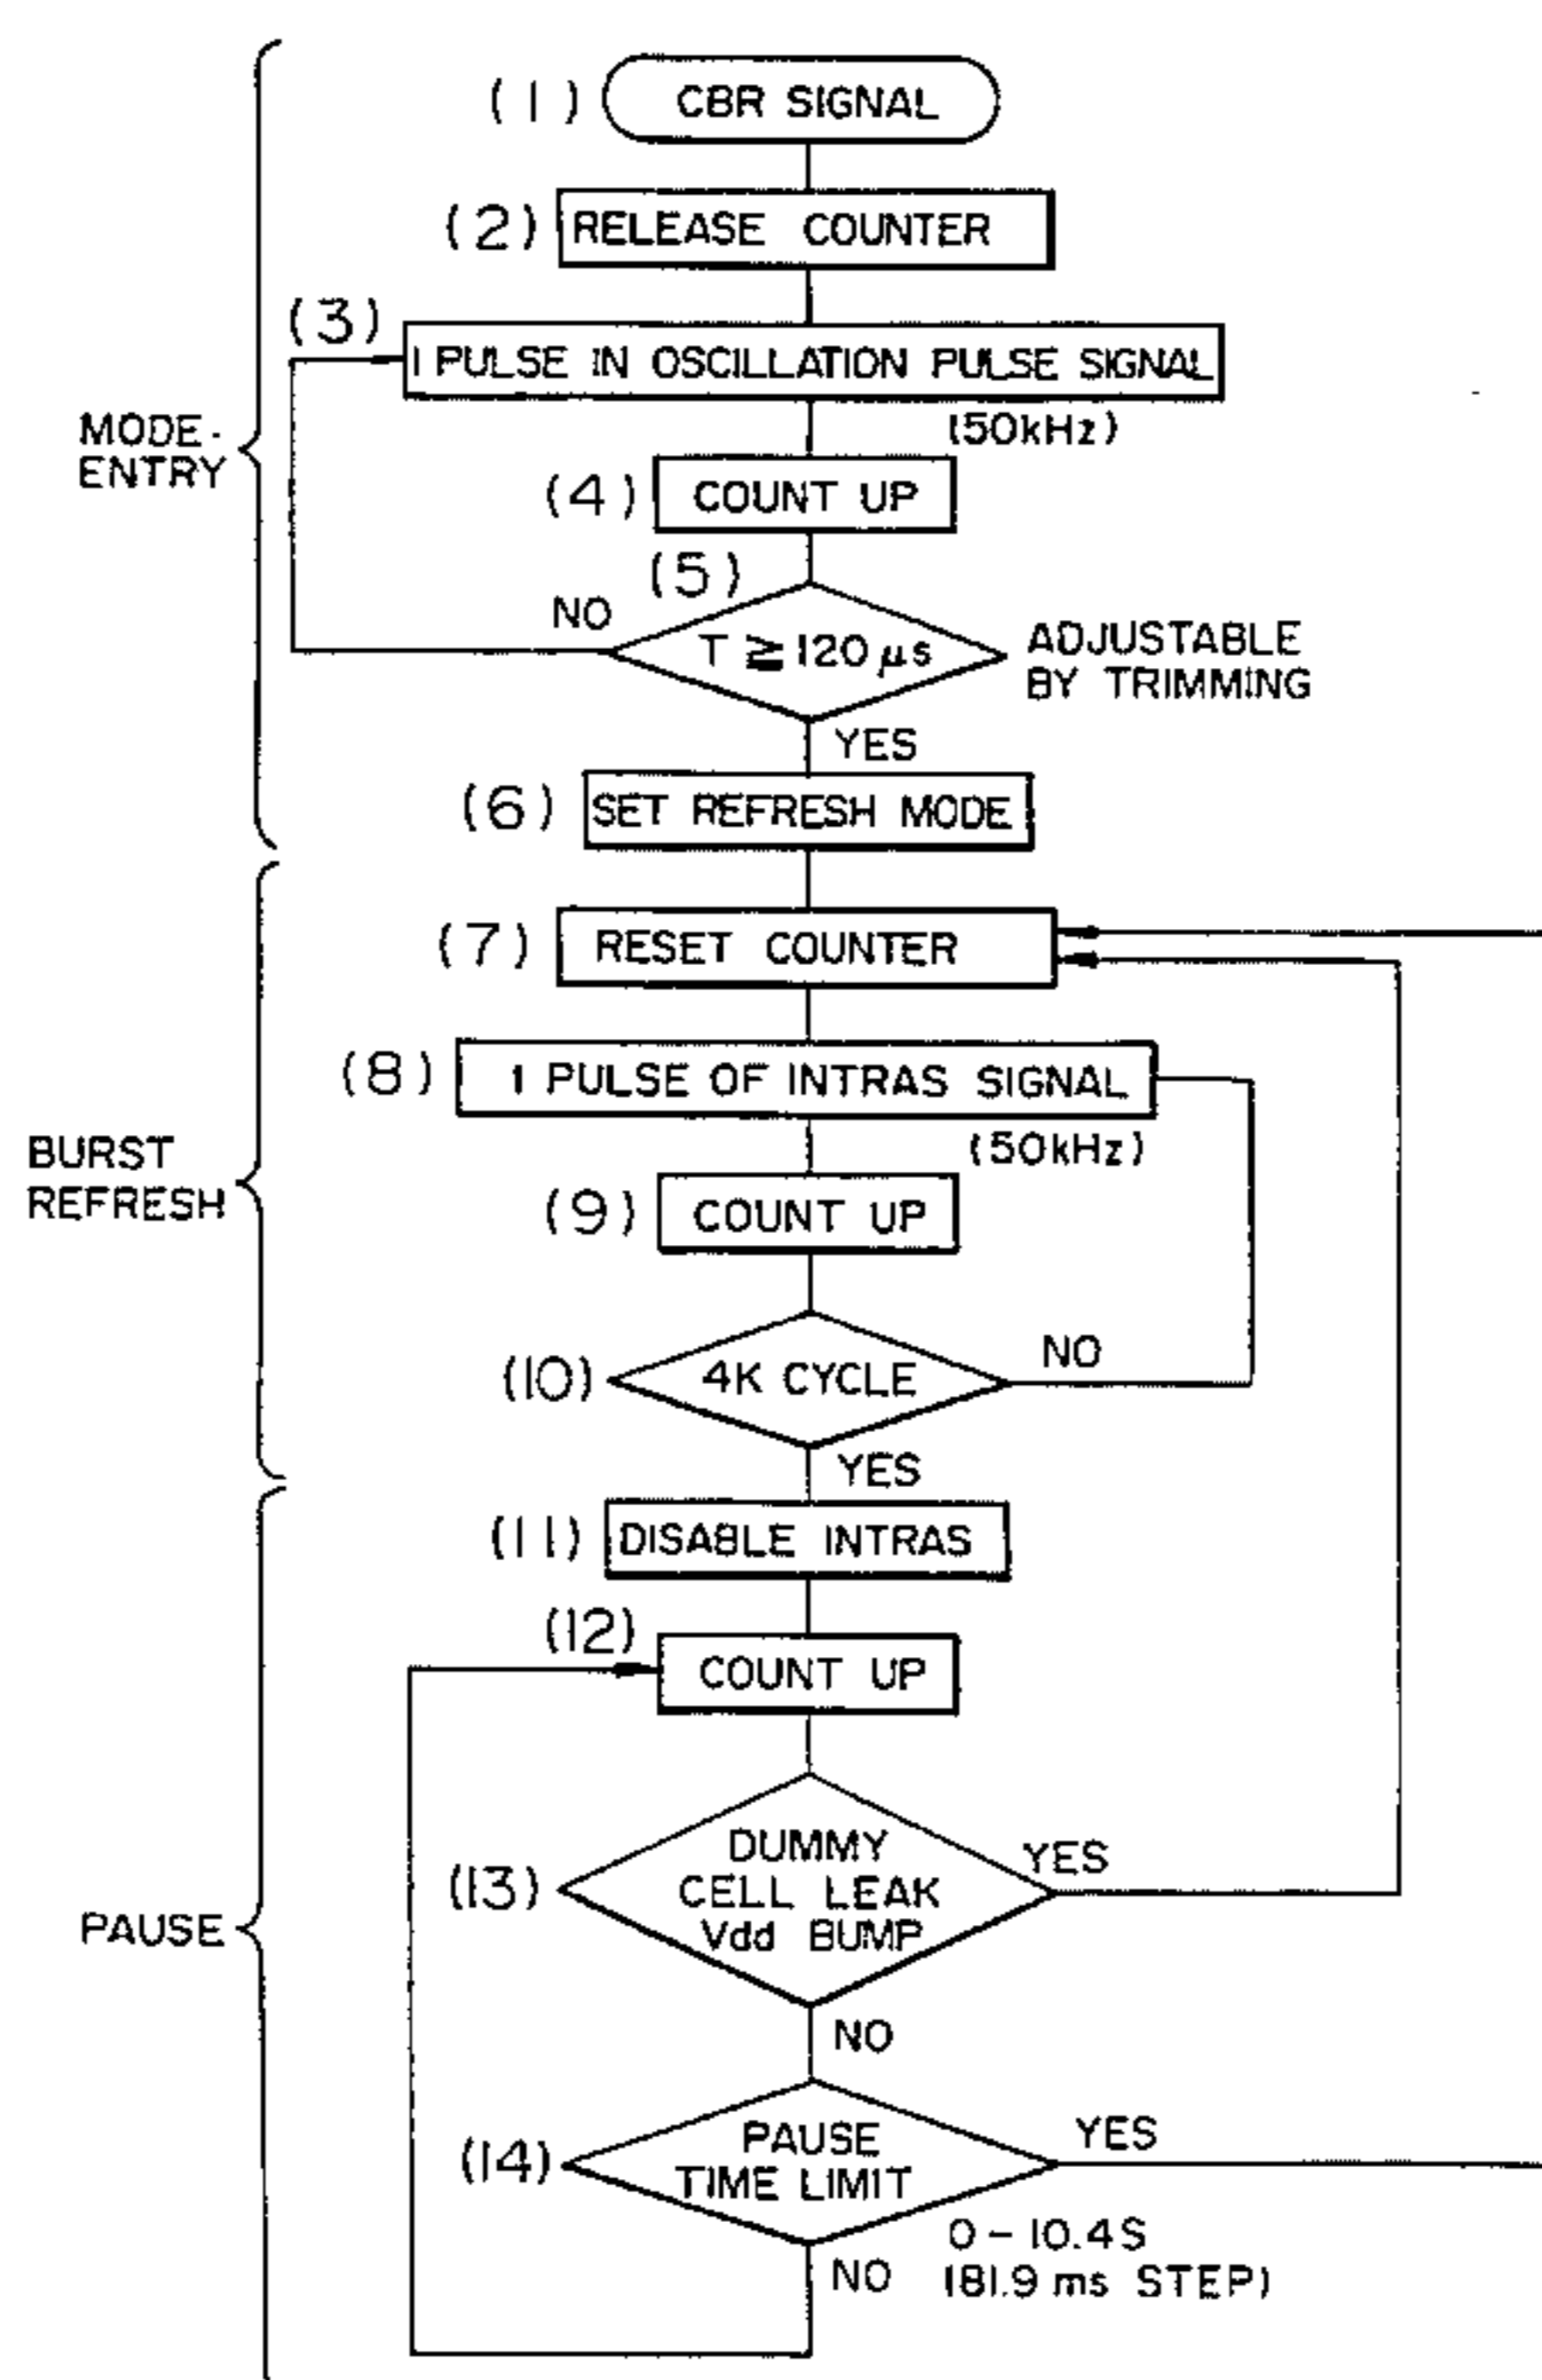 (1) CBR SIGNAL
(2) RELEASE COUNTER
(3)
1 PULSE IN OSCILLATION PULSE SIGNAL
(50kHz)
MODE-
ENTRY
(4) COUNT UP
(5)
NO
T ≧ 120 μs
ADJUSTABLE
BY TRIMMING
YES
(6) SET REFRESH MODE
(7) RESET COUNTER
(8) 1 PULSE OF INTRAS SIGNAL
(50kHz)
BURST
REFRESH
(9) COUNT UP
(10) 4K CYCLE NO
YES
(11) DISABLE INTRAS
(12)
COUNT UP
PAUSE
(13)
DUMMY
CELL LEAK
Vdd BUMP
YES
NO
(14)
PAUSE
TIME LIMIT
YES
0-10.4S
(81.9 ms STEP)
NO